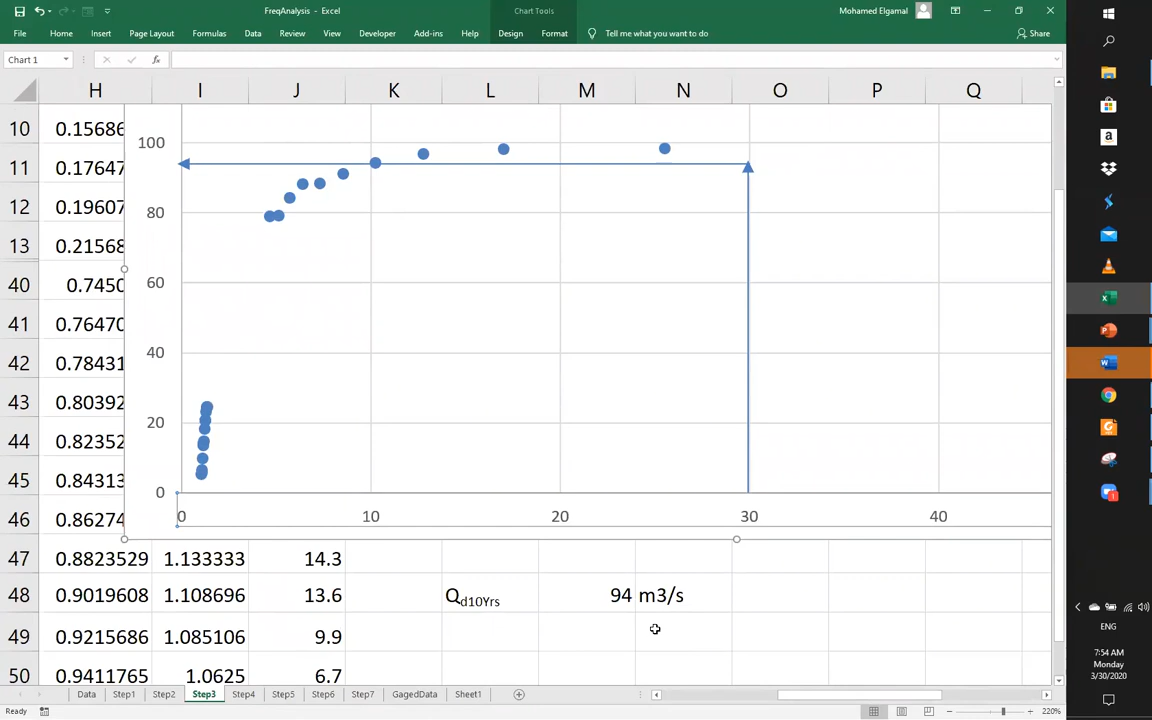 FreqAnalysis - Excel
Chart Tools
Mohamed Elgamal
File Home Insert Page Layout Formulas Data Review View Developer Add-ins Help Design Format Tell me what you want to do Share
Chart 1
fx
H I J K L M N O P Q
10 0.15686
11 0.17647
12 0.19607
13 0.21568
40 0.7450
41 0.76470
42 0.78431
43 0.80392
44 0.82352
45 0.84313
46 0.86274
100
80
60
40
20
0
0 10 20 30 40
47 0.8823529 1.133333 14.3
48 0.9019608 1.108696 13.6 Qd10Yrs 94 m3/s
49 0.9215686 1.085106 9.9
50 0.9411765 1.0625 6.7
Data Step1 Step2 Step3 Step4 Step5 Step6 Step7 GagedData Sheet1
Ready
220%
ENG
7:54 AM
Monday
3/30/2020